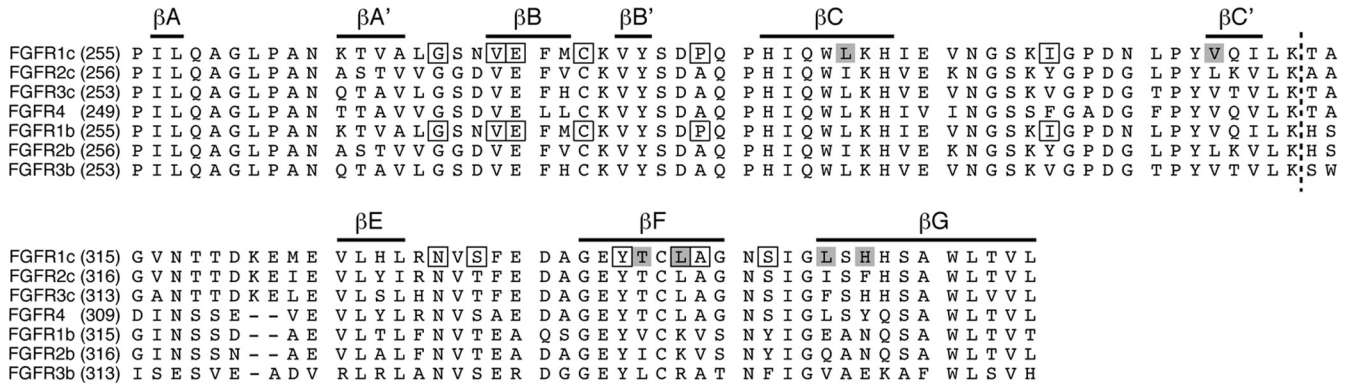 βA βA’ βB βB’ βC βC’
FGFR1c (255) P I L Q A G L P A N K T V A L G S N V E F M C K V Y S D P Q P H I Q W L K H I E V N G S K I G P D N L P Y V Q I L K T A
FGFR2c (256) P I L Q A G L P A N A S T V V G G D V E F V C K V Y S D A Q P H I Q W I K H V E K N G S K Y G P D G L P Y L K V L K A A
FGFR3c (253) P I L Q A G L P A N Q T A V L G S D V E F H C K V Y S D A Q P H I Q W L K H V E V N G S K V G P D G T P Y V T V L K T A
FGFR4 (249) P I L Q A G L P A N T T A V V G S D V E L L C K V Y S D A Q P H I Q W L K H I V I N G S S F G A D G F P Y V Q V L K T A
FGFR1b (255) P I L Q A G L P A N K T V A L G S N V E F M C K V Y S D P Q P H I Q W L K H I E V N G S K I G P D N L P Y V Q I L K H S
FGFR2b (256) P I L Q A G L P A N A S T V V G G D V E F V C K V Y S D A Q P H I Q W I K H V E K N G S K Y G P D G L P Y L K V L K H S
FGFR3b (253) P I L Q A G L P A N Q T A V L G S D V E F H C K V Y S D A Q P H I Q W L K H V E V N G S K V G P D G T P Y V T V L K S W
βE βF βG
FGFR1c (315) G V N T T D K E M E V L H L R N V S F E D A G E Y T C L A G N S I G L S H H S A W L T V L
FGFR2c (316) G V N T T D K E I E V L Y I R N V T F E D A G E Y T C L A G N S I G I S F H S A W L T V L
FGFR3c (313) G A N T T D K E L E V L S L H N V T F E D A G E Y T C L A G N S I G F S H H S A W L V V L
FGFR4 (309) D I N S S E – – V E V L Y L R N V S A E D A G E Y T C L A G N S I G L S Y Q S A W L T V L
FGFR1b (315) G I N S S D – – A E V L T L F N V T E A Q S G E Y V C K V S N Y I G E A N Q S A W L T V T
FGFR2b (316) G I N S S N – – A E V L A L F N V T E A D A G E Y I C K V S N Y I G Q A N Q S A W L T V L
FGFR3b (313) I S E S V E – A D V R L R L A N V S E R D G G E Y L C R A T N F I G V A E K A F W L S V H